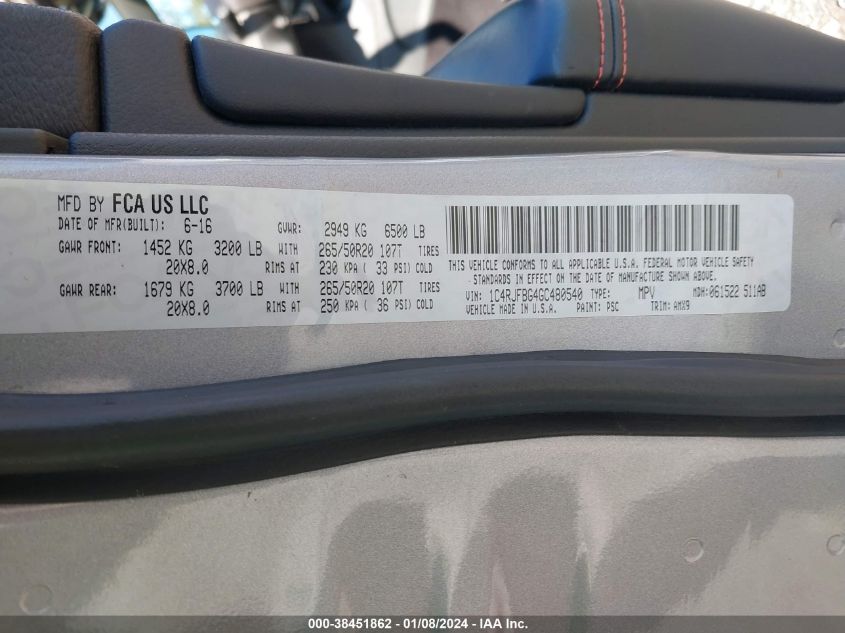 MFD BY FCA US LLC
DATE OF MFR(BUILT): 6-16 GVWR: 2949 KG 6500 LB
GAWR FRONT: 1452 KG 3200 LB WITH 265/50R20 107T TIRES
20X8.0 RIMS AT 230 KPA ( 33 PSI) COLD
GAWR REAR: 1679 KG 3700 LB WITH 265/50R20 107T TIRES
20X8.0 RIMS AT 250 KPA ( 36 PSI) COLD
THIS VEHICLE CONFORMS TO ALL APPLICABLE U.S.A. FEDERAL MOTOR VEHICLE SAFETY
STANDARDS IN EFFECT ON THE DATE OF MANUFACTURE SHOWN ABOVE.
VIN: 1C4RJFBG4GC480540 TYPE: MPV MDH: 061522 511AB
VEHICLE MADE IN U.S.A. PAINT: PSC TRIM: AMX9
000-38451862 - 01/08/2024 - IAA Inc.